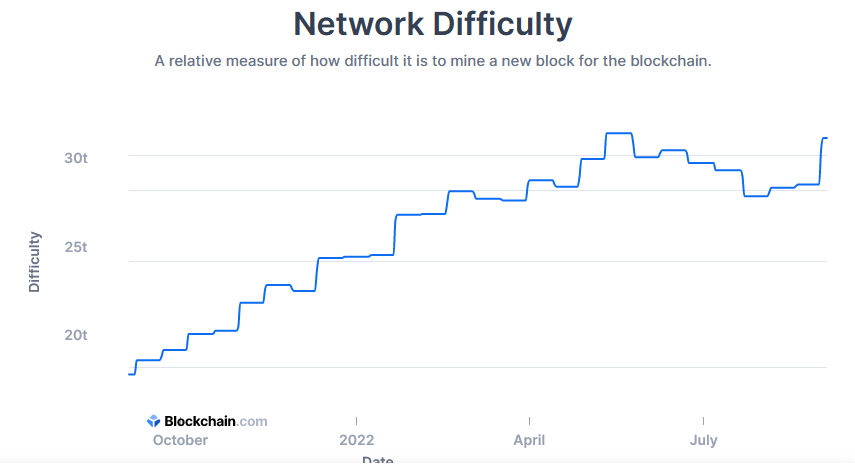 Network Difficulty
A relative measure of how difficult it is to mine a new block for the blockchain.
30t
25t
20t
Difficulty
Blockchain.com
October 2022 April July
Date